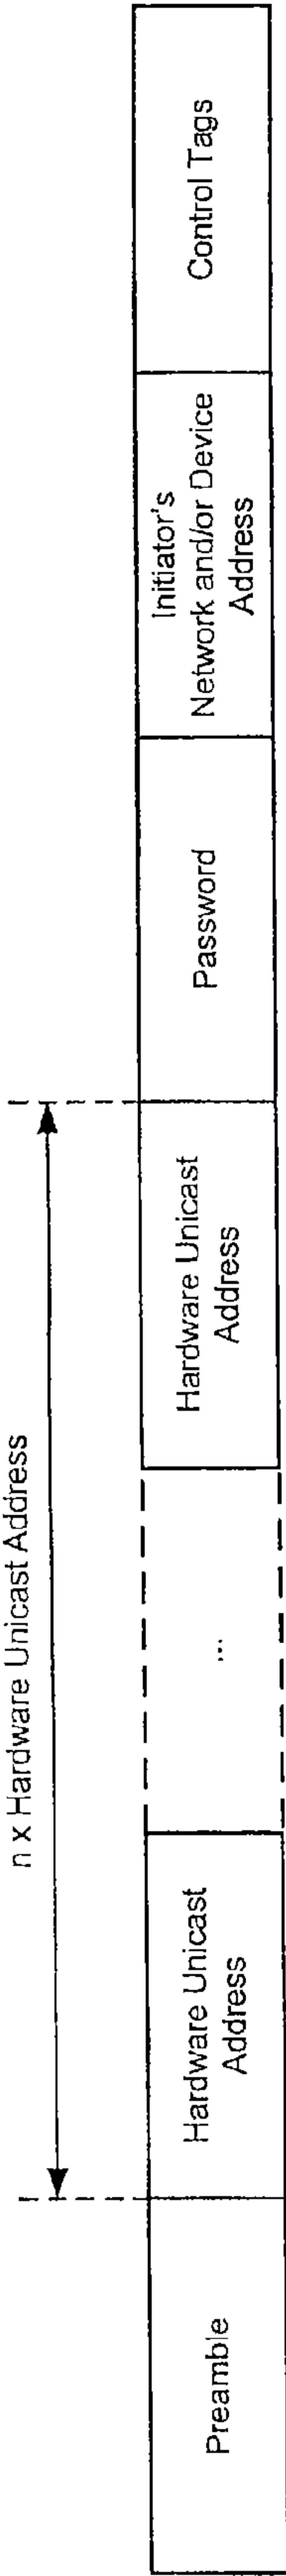 n x Hardware Unicast Address
Preamble
Hardware Unicast
Address
...
Hardware Unicast
Address
Password
Initiator's
Network and/or Device
Address
Control Tags